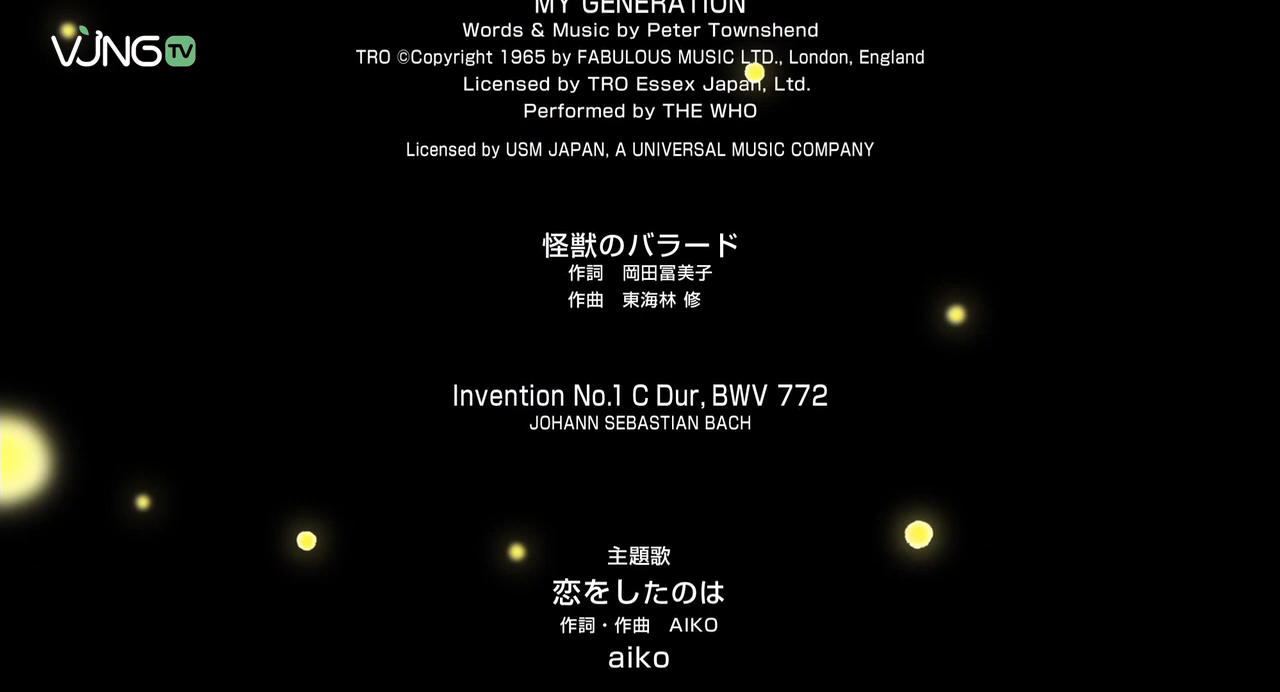 MY GENERATION
VJNG TV
Words & Music by Peter Townshend
TRO ©Copyright 1965 by FABULOUS MUSIC LTD., London, England
Licensed by TRO Essex Japan, Ltd.
Performed by THE WHO
Licensed by USM JAPAN, A UNIVERSAL MUSIC COMPANY
怪獣のバラード
作詞　岡田冨美子
作曲　東海林 修
Invention No.1 C Dur, BWV 772
JOHANN SEBASTIAN BACH
主題歌
恋をしたのは
作詞・作曲　AIKO
aiko